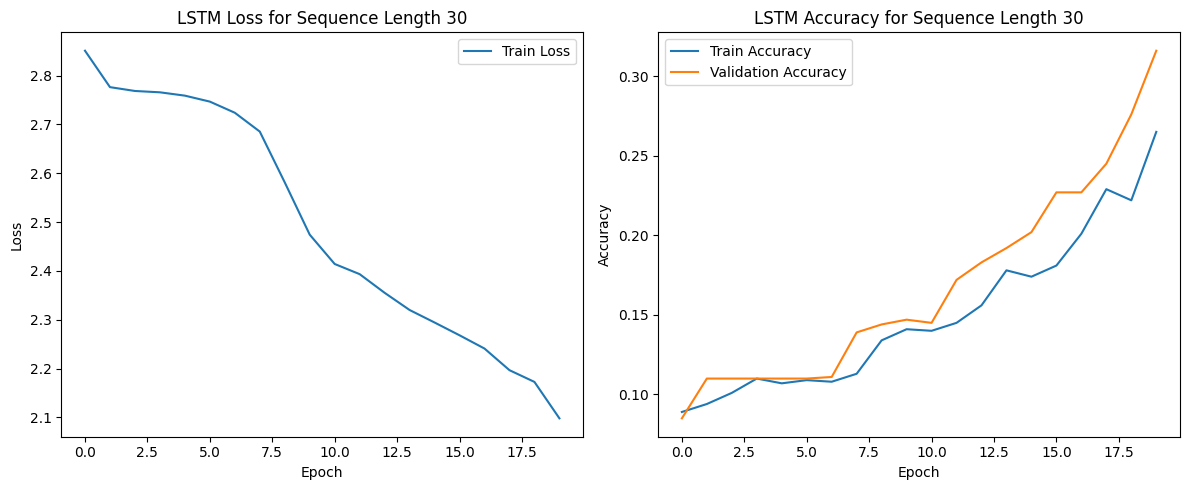 LSTM Loss for Sequence Length 30
Train Loss
2.8
2.7
2.6
2.5
2.4
2.3
2.2
2.1
Loss
0.0 2.5 5.0 7.5 10.0 12.5 15.0 17.5
Epoch
LSTM Accuracy for Sequence Length 30
Train Accuracy
Validation Accuracy
0.30
0.25
0.20
0.15
0.10
Accuracy
0.0 2.5 5.0 7.5 10.0 12.5 15.0 17.5
Epoch